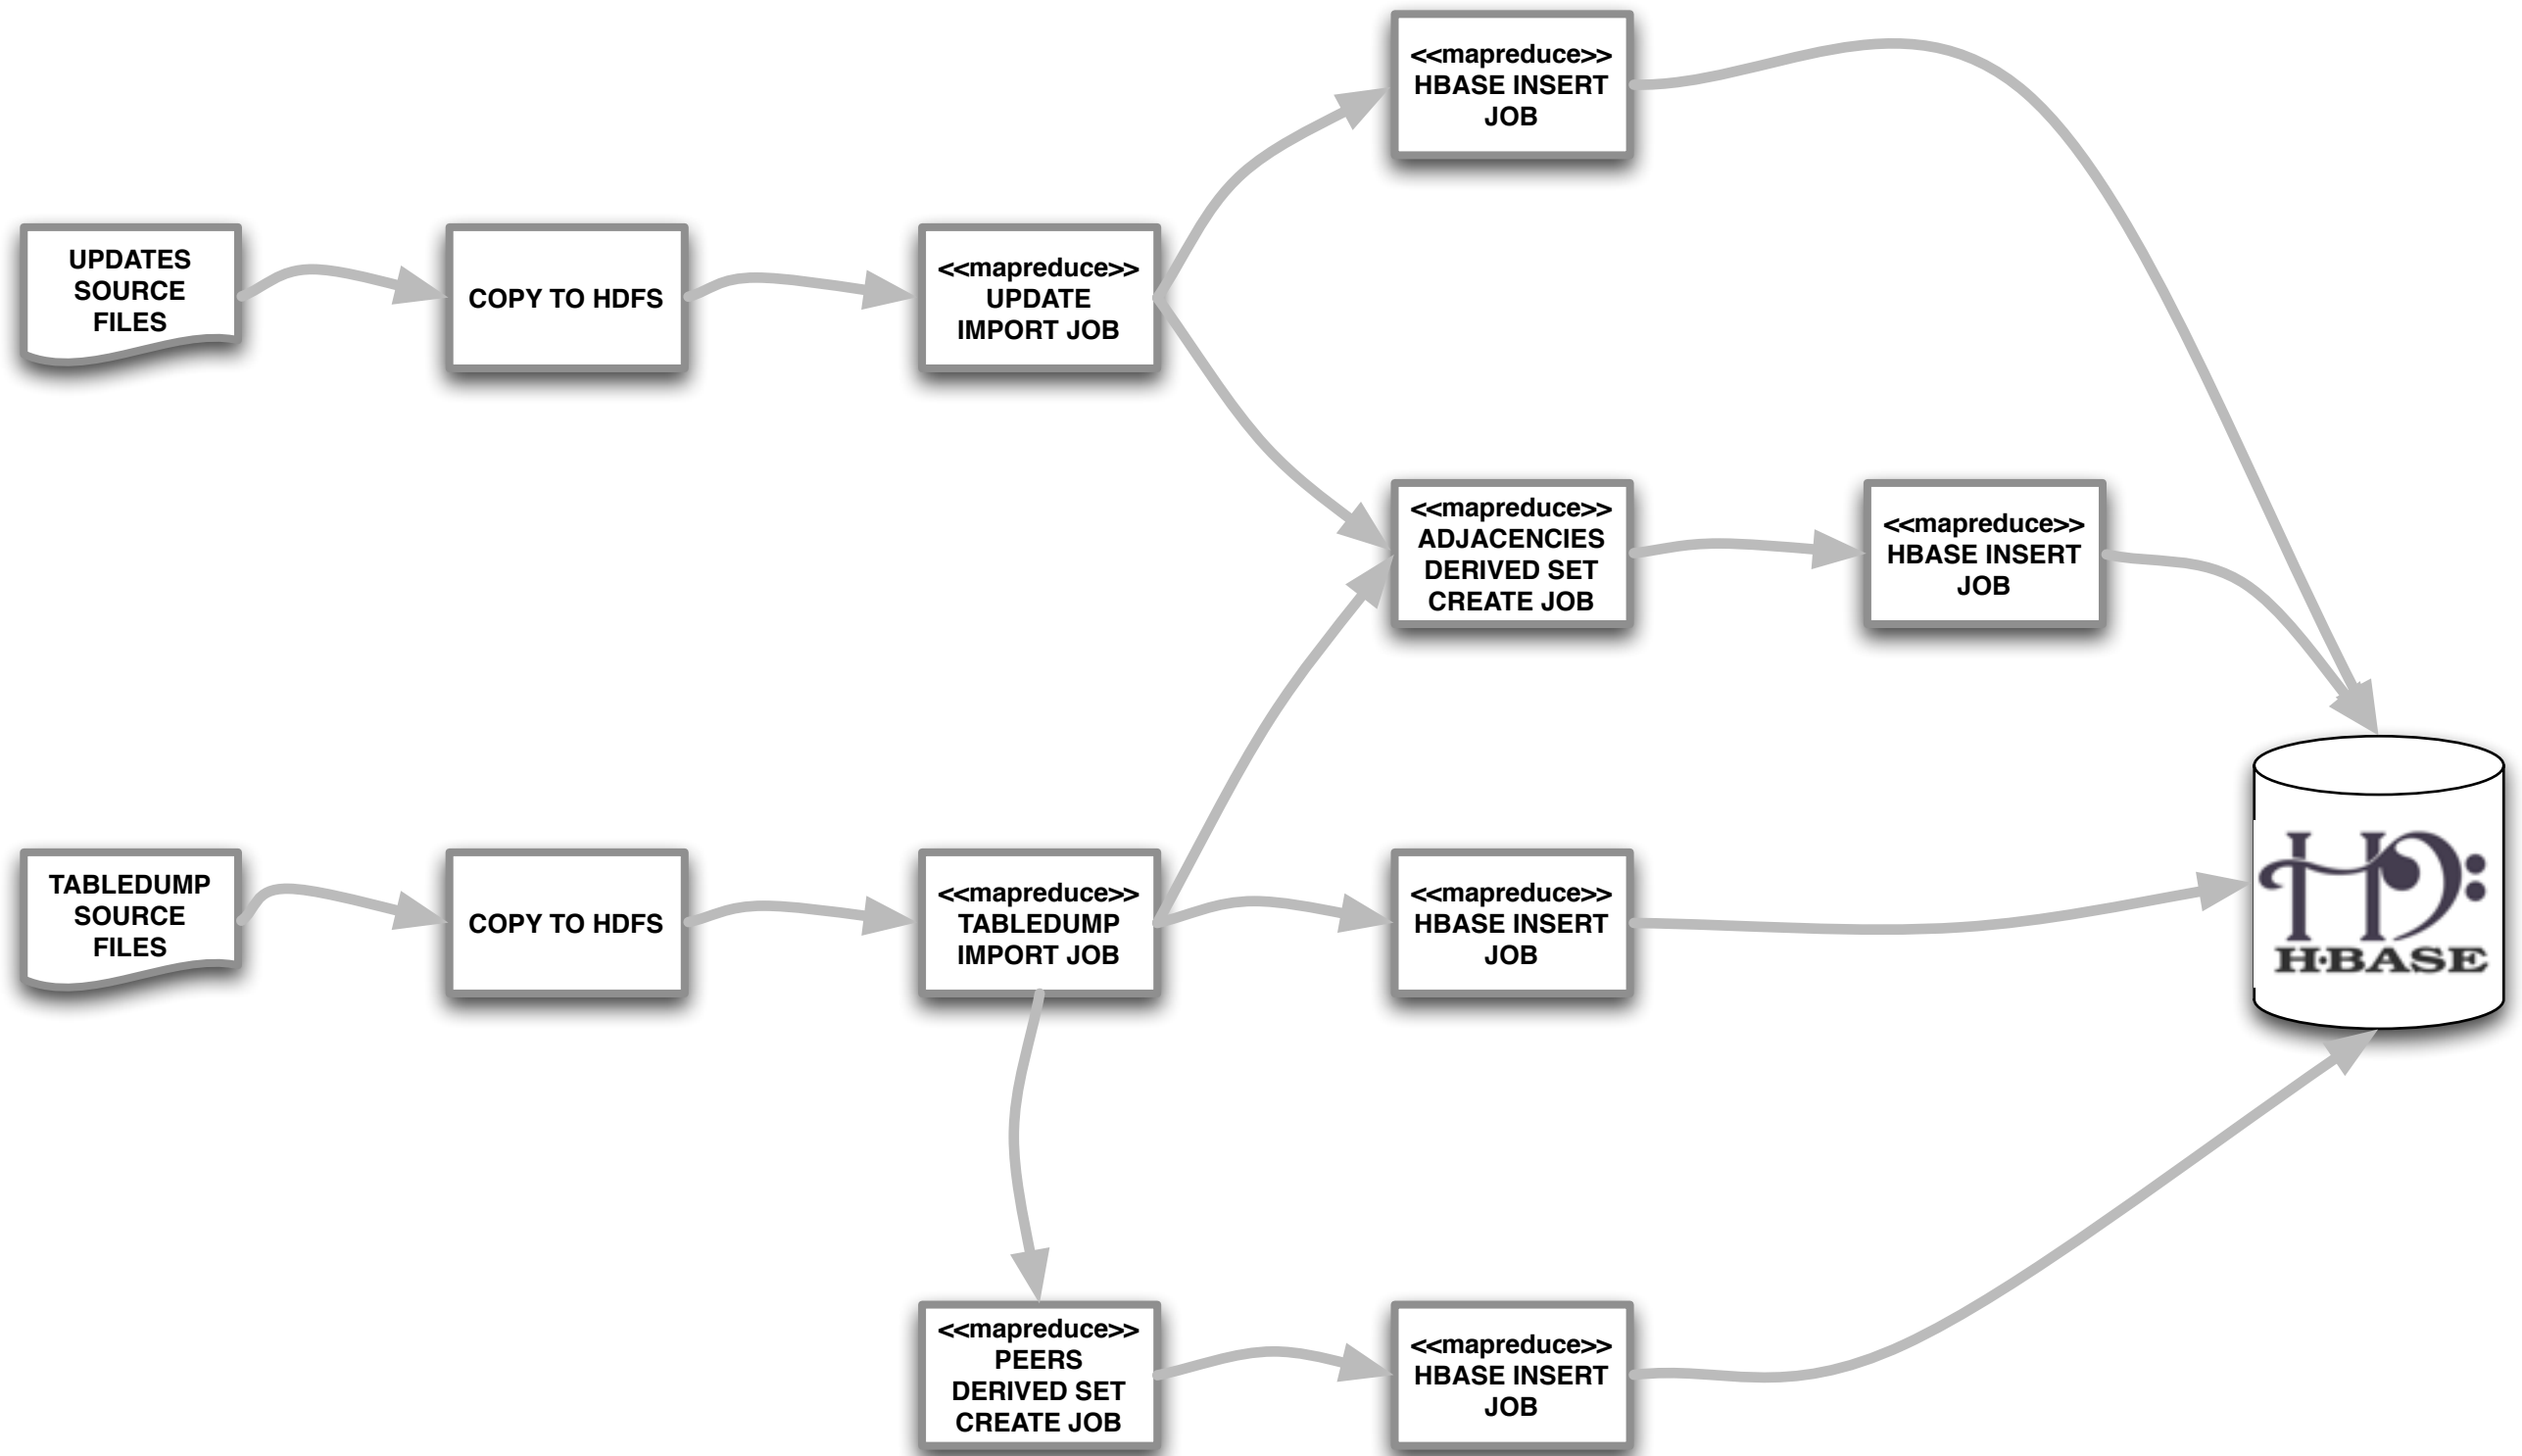 <<mapreduce>>
HBASE INSERT
JOB
UPDATES
SOURCE
FILES
COPY TO HDFS
<<mapreduce>>
UPDATE
IMPORT JOB
<<mapreduce>>
ADJACENCIES
DERIVED SET
CREATE JOB
<<mapreduce>>
HBASE INSERT
JOB
TABLEDUMP
SOURCE
FILES
COPY TO HDFS
<<mapreduce>>
TABLEDUMP
IMPORT JOB
<<mapreduce>>
HBASE INSERT
JOB
H·BASE
<<mapreduce>>
PEERS
DERIVED SET
CREATE JOB
<<mapreduce>>
HBASE INSERT
JOB